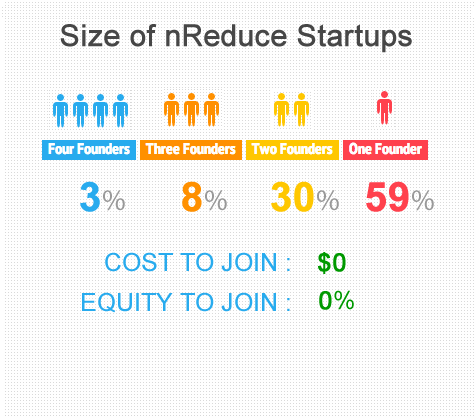 Size of nReduce Startups
Four Founders Three Founders Two Founders One Founder
3% 8% 30% 59%
COST TO JOIN : $0
EQUITY TO JOIN : 0%